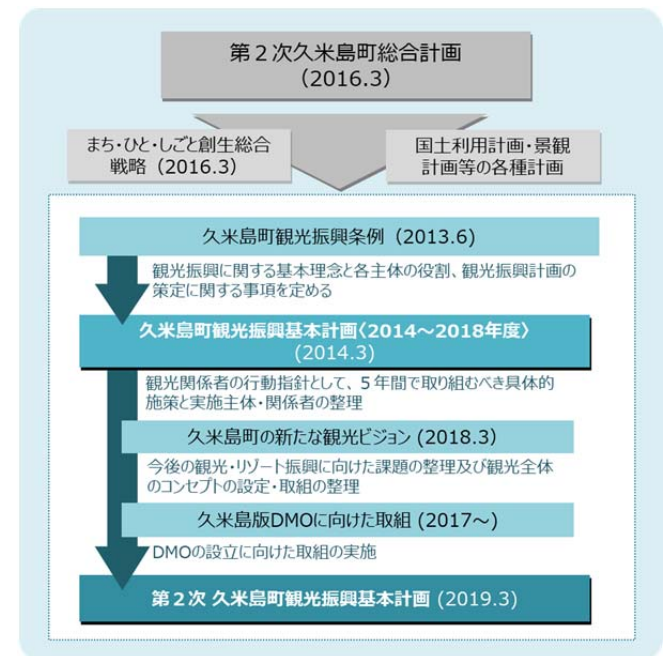 第２次久米島町総合計画
（2016.3）
まち・ひと・しごと創生総合
戦略（2016.3）
国土利用計画・景観
計画等の各種計画
久米島町観光振興条例（2013.6）
観光振興に関する基本理念と各主体の役割、観光振興計画の
策定に関する事項を定める
久米島町観光振興基本計画〈2014～2018年度〉
(2014.3)
観光関係者の行動指針として、５年間で取り組むべき具体的
施策と実施主体・関係者の整理
久米島町の新たな観光ビジョン (2018.3)
今後の観光・リゾート振興に向けた課題の整理及び観光全体
のコンセプトの設定・取組の整理
久米島版DMOに向けた取組 (2017～)
DMOの設立に向けた取組の実施
第２次 久米島町観光振興基本計画 (2019.3)